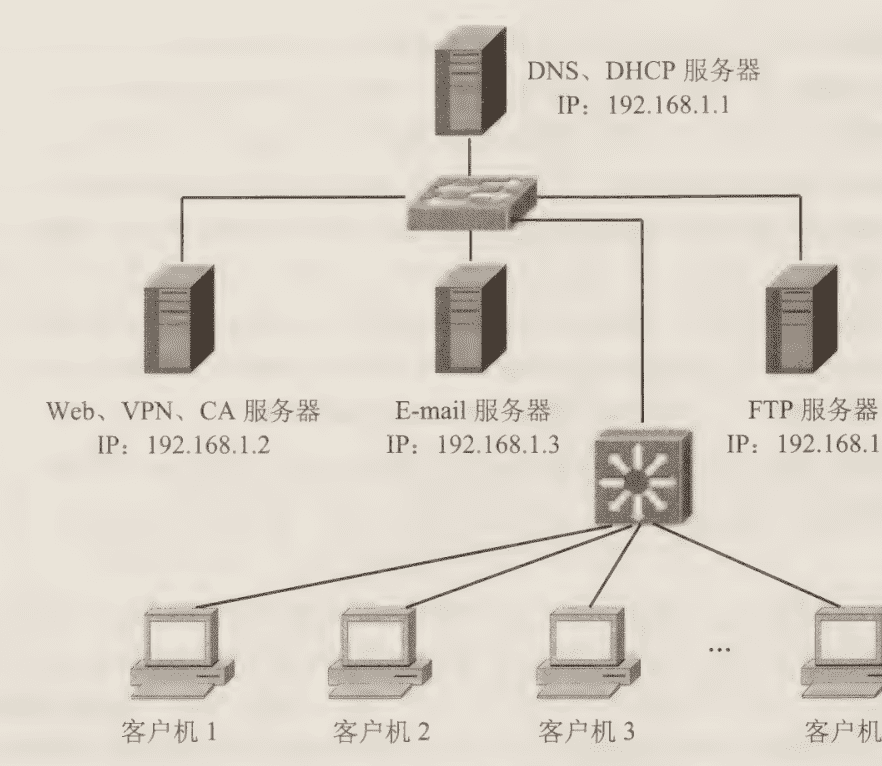 DNS、DHCP 服务器
IP：192.168.1.1
Web、VPN、CA 服务器
IP：192.168.1.2
E-mail 服务器
IP：192.168.1.3
FTP 服务器
IP：192.168.1
...
客户机 1
客户机 2
客户机 3
客户机